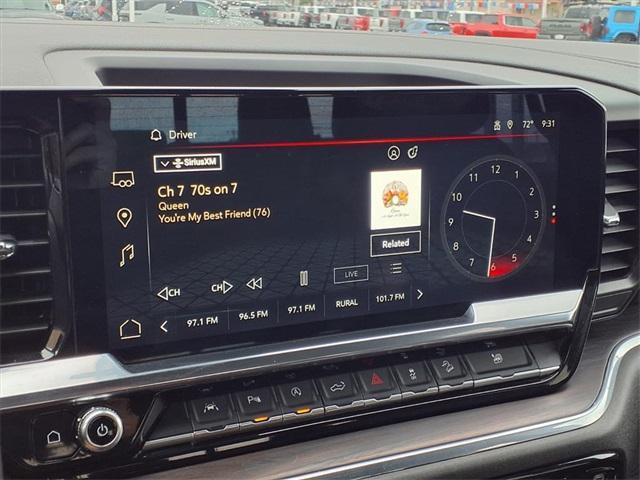 Driver
72° 9:31
SiriusXM
Ch 7 70s on 7
Queen
You're My Best Friend (76)
Related
CH CH LIVE
97.1 FM 96.5 FM 97.1 FM RURAL 101.7 FM
12
11 1
10 2
9 3
8 4
7 5
6